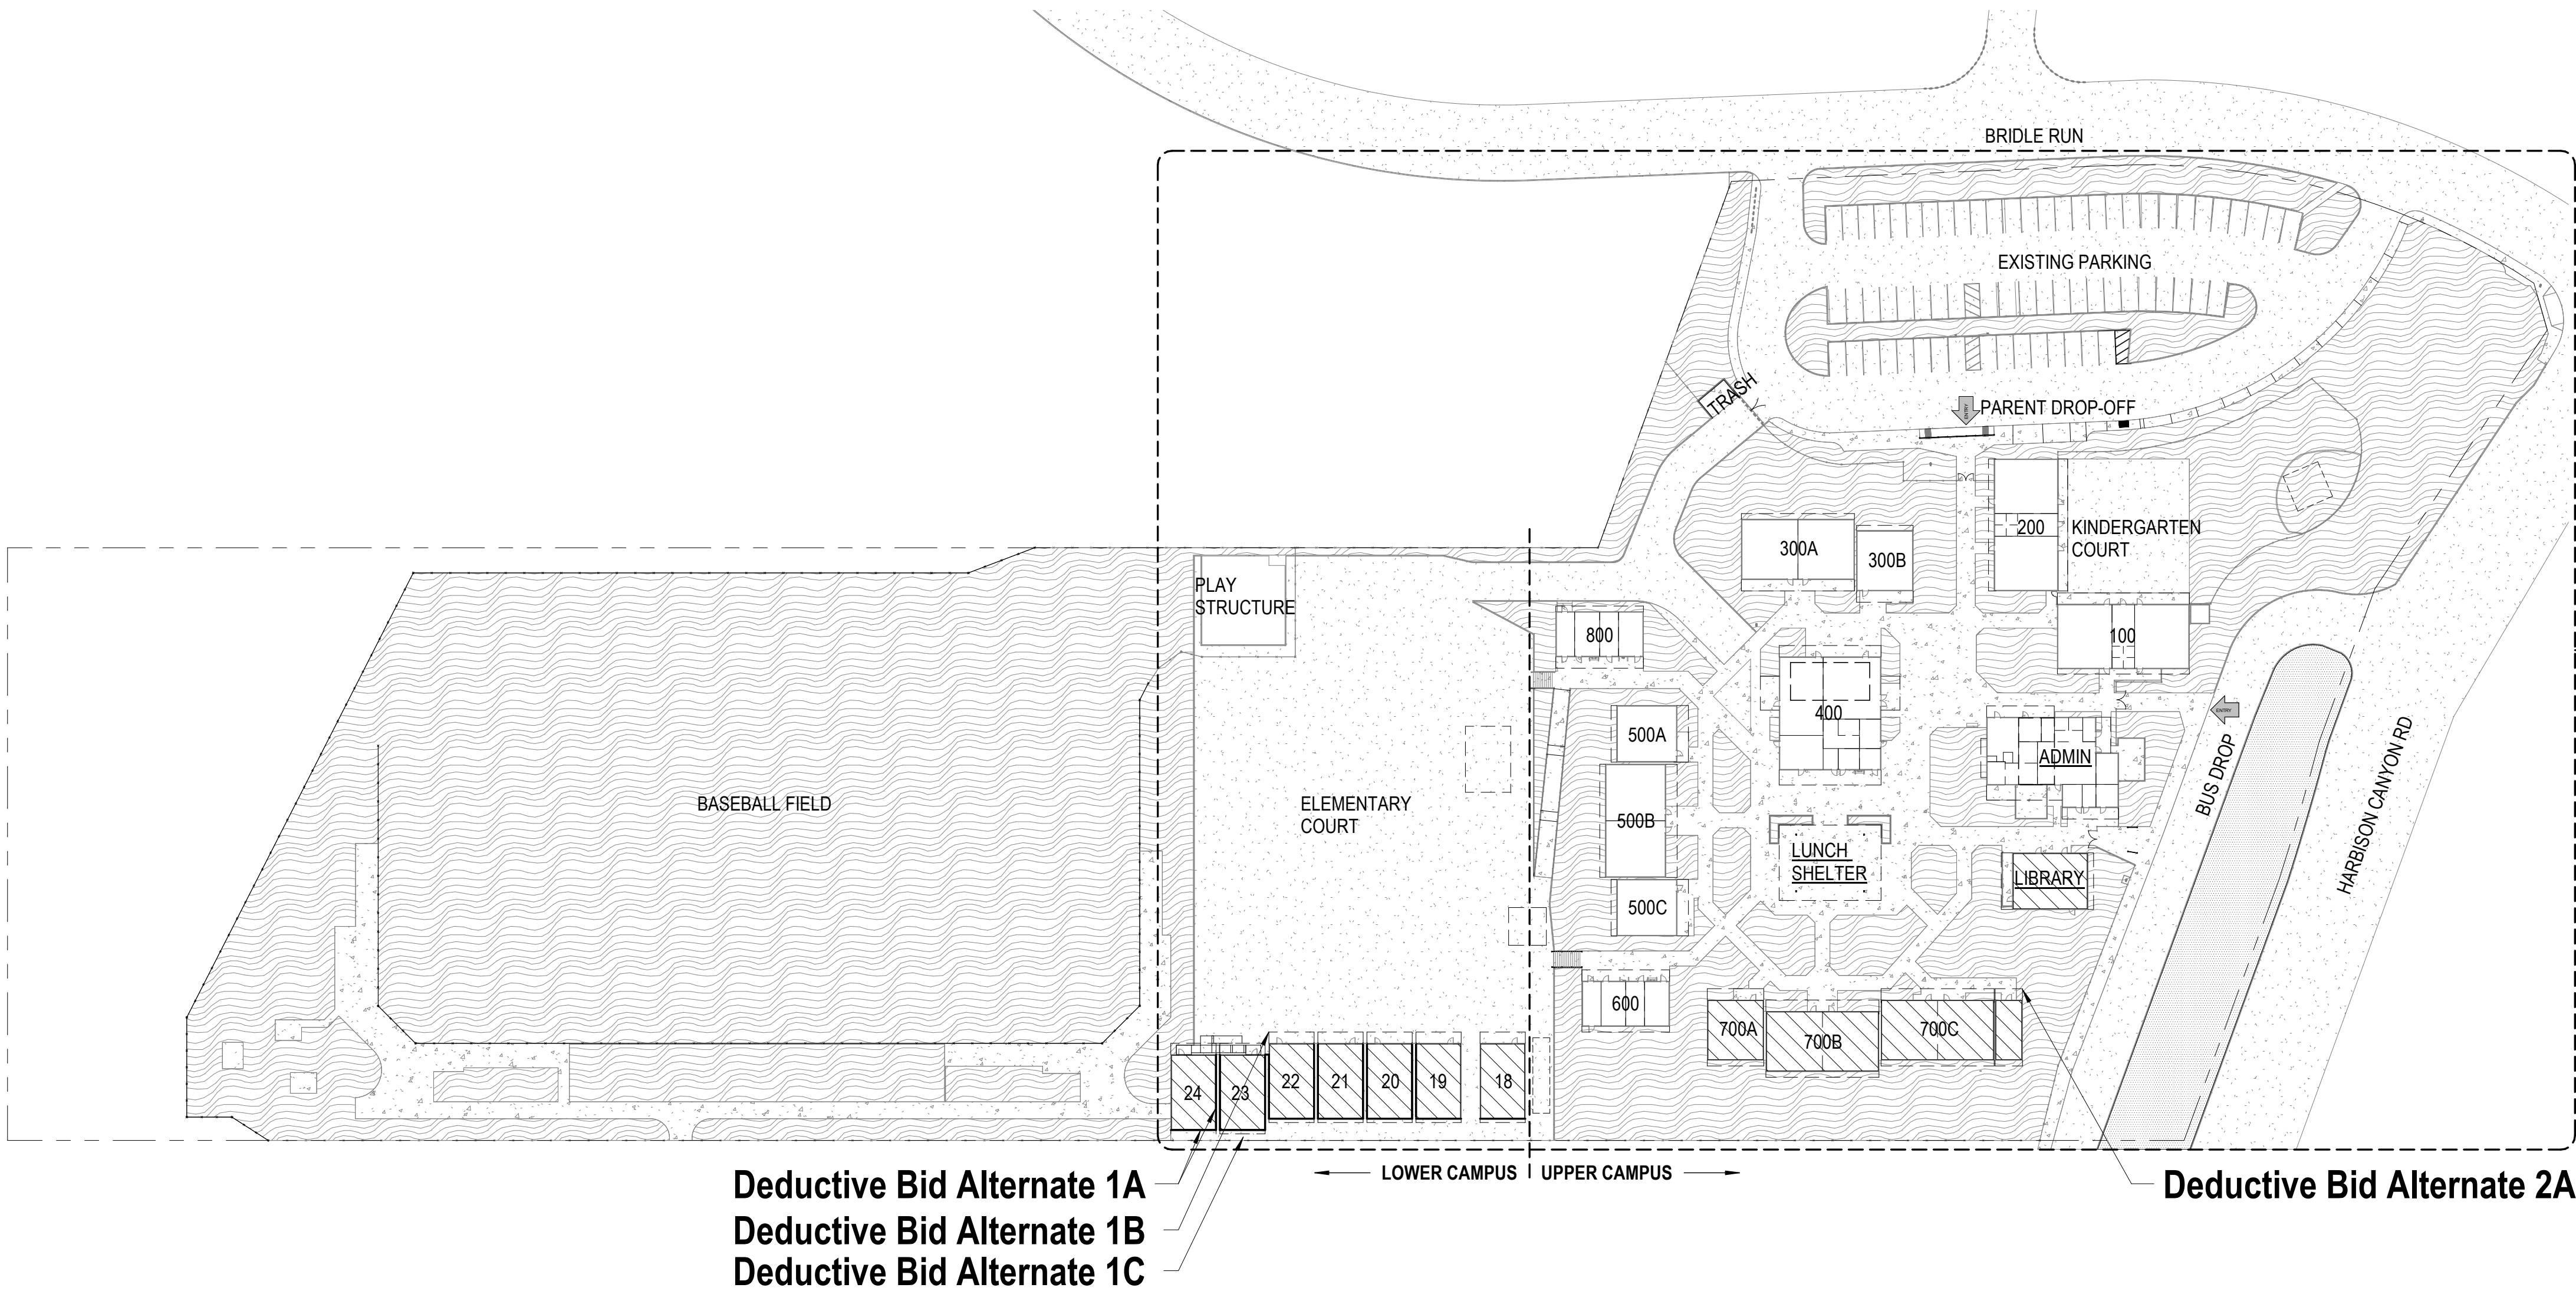 BRIDLE RUN
EXISTING PARKING
TRASH
ENTRY
PARENT DROP-OFF
200
KINDERGARTEN
COURT
300A
300B
PLAY
STRUCTURE
800
100
400
500A
ENTRY
ADMIN
BUS DROP
HARBISON CANYON RD
BASEBALL FIELD
ELEMENTARY
COURT
500B
LUNCH
SHELTER
LIBRARY
500C
600
700A
700B
700C
24
23
22
21
20
19
18
LOWER CAMPUS
UPPER CAMPUS
Deductive Bid Alternate 1A
Deductive Bid Alternate 1B
Deductive Bid Alternate 1C
Deductive Bid Alternate 2A